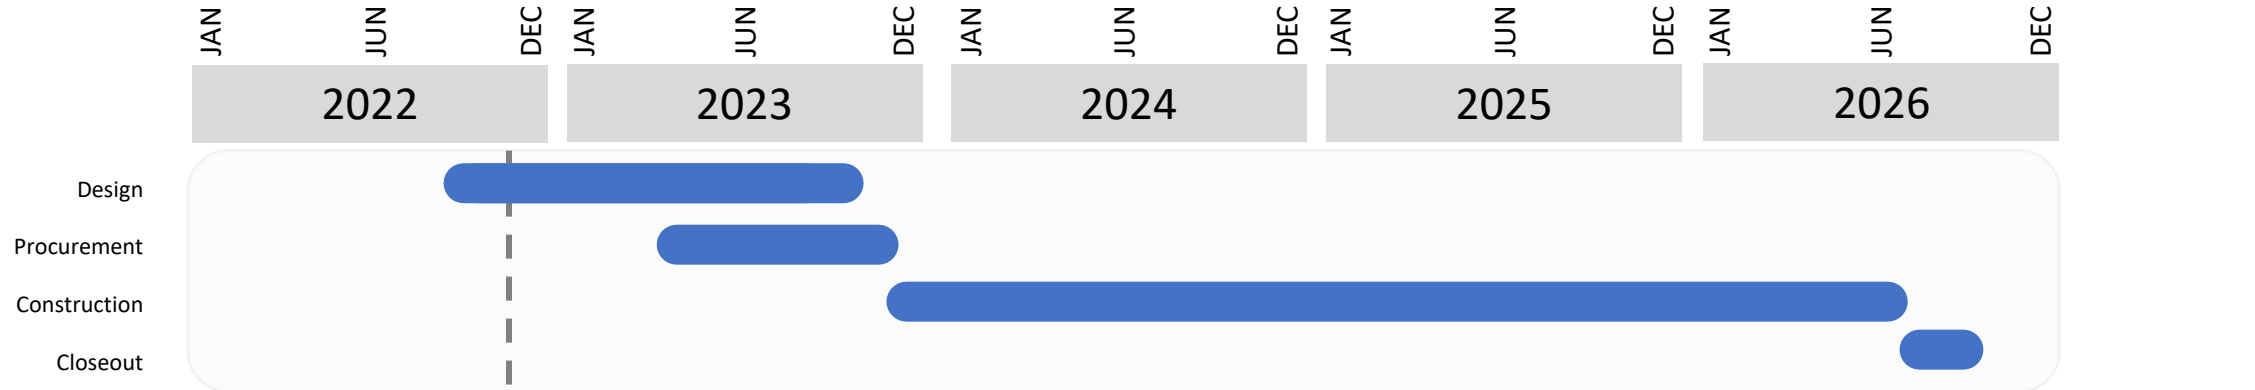 JAN JUN DEC JAN JUN DEC JAN JUN DEC JAN JUN DEC JAN JUN DEC
2022 2023 2024 2025 2026
Design
Procurement
Construction
Closeout